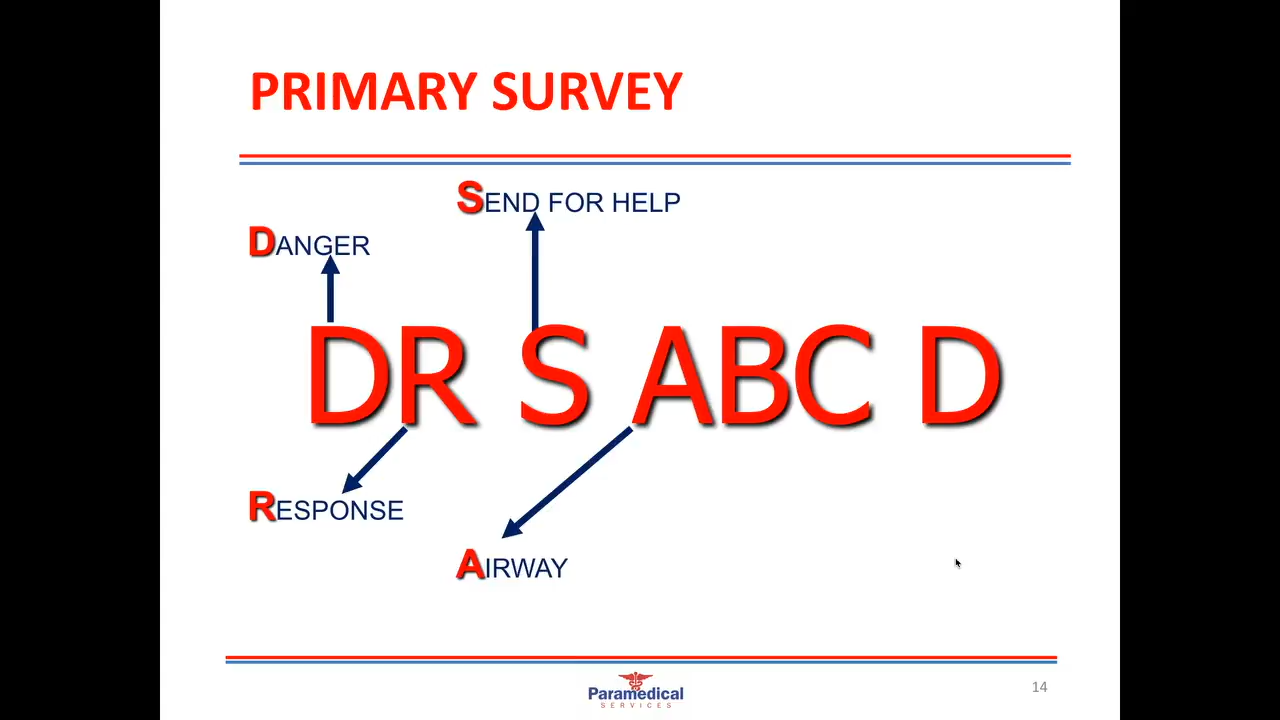 PRIMARY SURVEY
SEND FOR HELP
DANGER
DR S ABC D
RESPONSE
AIRWAY
Paramedical
SERVICES
14